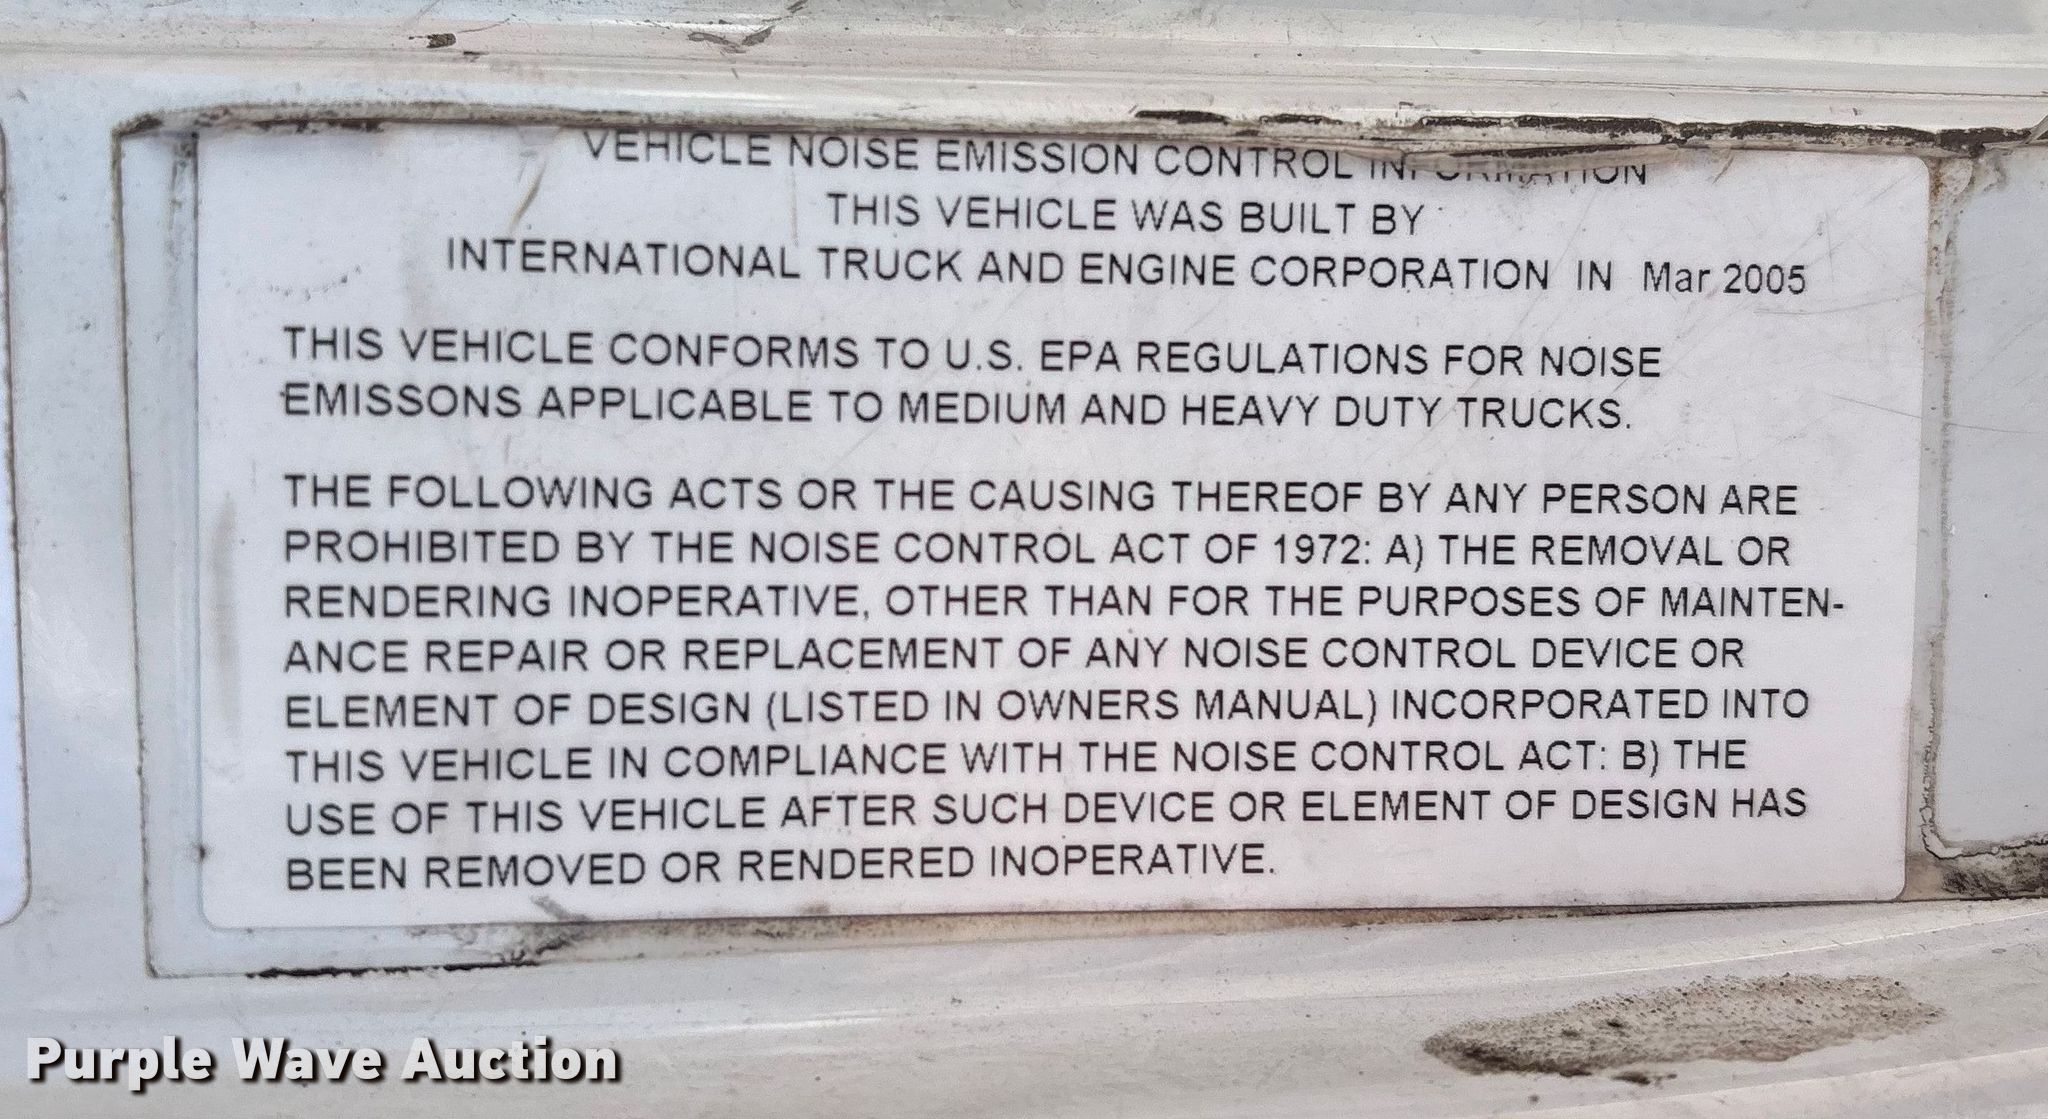 VEHICLE NOISE EMISSION CONTROL INFORMATION
THIS VEHICLE WAS BUILT BY
INTERNATIONAL TRUCK AND ENGINE CORPORATION IN Mar 2005
THIS VEHICLE CONFORMS TO U.S. EPA REGULATIONS FOR NOISE
EMISSONS APPLICABLE TO MEDIUM AND HEAVY DUTY TRUCKS.
THE FOLLOWING ACTS OR THE CAUSING THEREOF BY ANY PERSON ARE
PROHIBITED BY THE NOISE CONTROL ACT OF 1972: A) THE REMOVAL OR
RENDERING INOPERATIVE, OTHER THAN FOR THE PURPOSES OF MAINTEN-
ANCE REPAIR OR REPLACEMENT OF ANY NOISE CONTROL DEVICE OR
ELEMENT OF DESIGN (LISTED IN OWNERS MANUAL) INCORPORATED INTO
THIS VEHICLE IN COMPLIANCE WITH THE NOISE CONTROL ACT: B) THE
USE OF THIS VEHICLE AFTER SUCH DEVICE OR ELEMENT OF DESIGN HAS
BEEN REMOVED OR RENDERED INOPERATIVE.
Purple Wave Auction